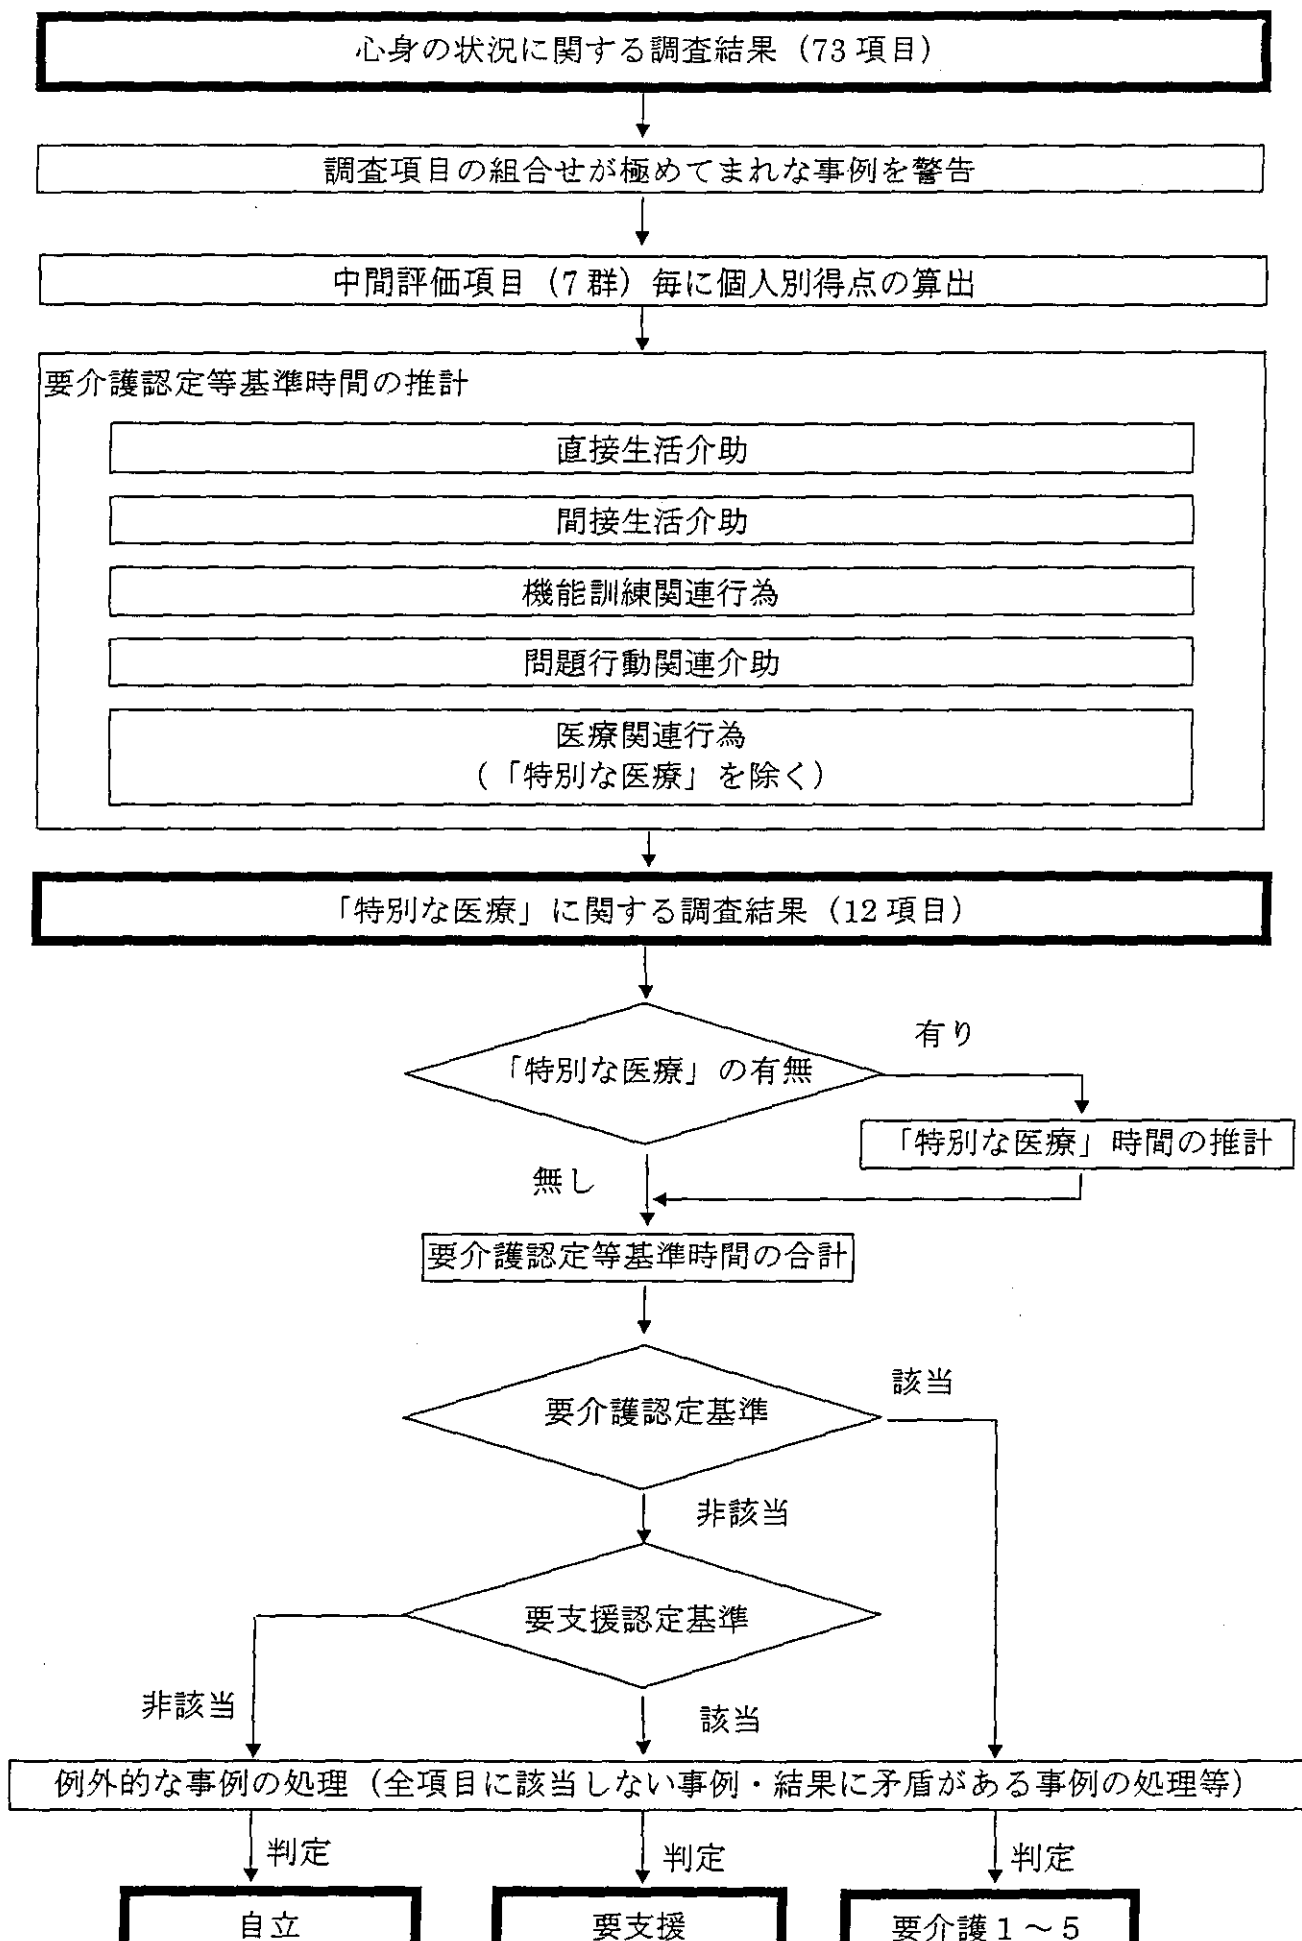 心身の状況に関する調査結果（73項目）
調査項目の組合せが極めてまれな事例を警告
中間評価項目（7群）毎に個人別得点の算出
要介護認定等基準時間の推計
直接生活介助
間接生活介助
機能訓練関連行為
問題行動関連介助
医療関連行為
（「特別な医療」を除く）
「特別な医療」に関する調査結果（12項目）
有り
「特別な医療」の有無
「特別な医療」時間の推計
無し
要介護認定等基準時間の合計
該当
要介護認定基準
非該当
要支援認定基準
非該当
該当
例外的な事例の処理（全項目に該当しない事例・結果に矛盾がある事例の処理等）
判定
判定
判定
自立
要支援
要介護1～5